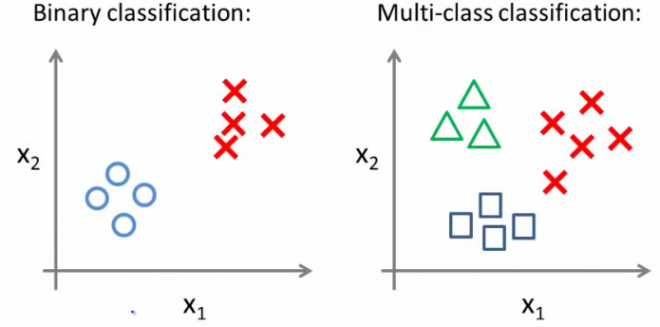 Binary classification:
x₂
x₁
Multi-class classification:
x₂
x₁